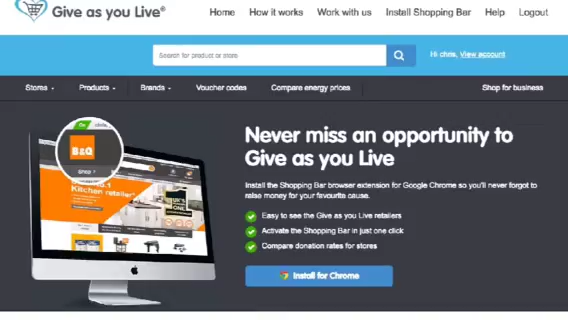 Give as you Live®
Home How it works Work with us Install Shopping Bar Help Logout
Search for product or store
Hi chris, View account
Stores Products Brands Voucher codes Compare energy prices Shop for business
B&Q
Shop
Kitchen retailer*
Never miss an opportunity to
Give as you Live
Install the Shopping Bar browser extension for Google Chrome so you'll never forgot to
raise money for your favourite cause.
Easy to see the Give as you Live retailers
Activate the Shopping Bar in just one click
Compare donation rates for stores
Install for Chrome